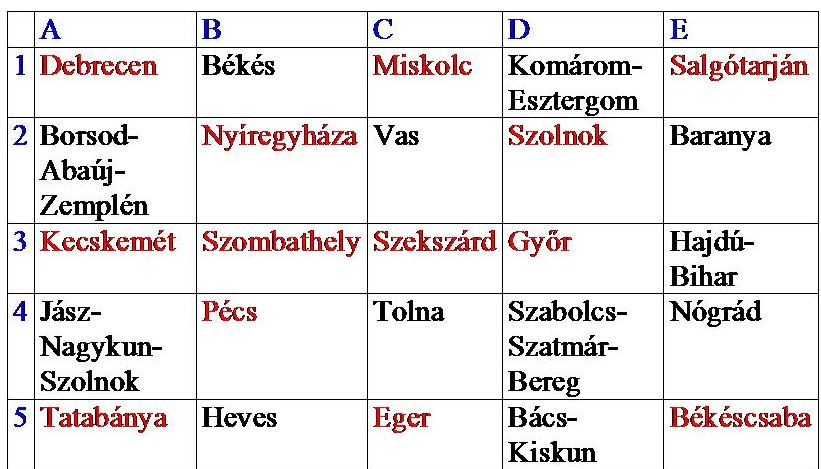 A B C D E
1 Debrecen Békés Miskolc Komárom- Salgótarján
Esztergom
2 Borsod- Nyíregyháza Vas Szolnok Baranya
Abaúj-
Zemplén
3 Kecskemét Szombathely Szekszárd Győr Hajdú-
Bihar
4 Jász- Pécs Tolna Szabolcs- Nógrád
Nagykun- Szatmár-
Szolnok Bereg
5 Tatabánya Heves Eger Bács- Békéscsaba
Kiskun